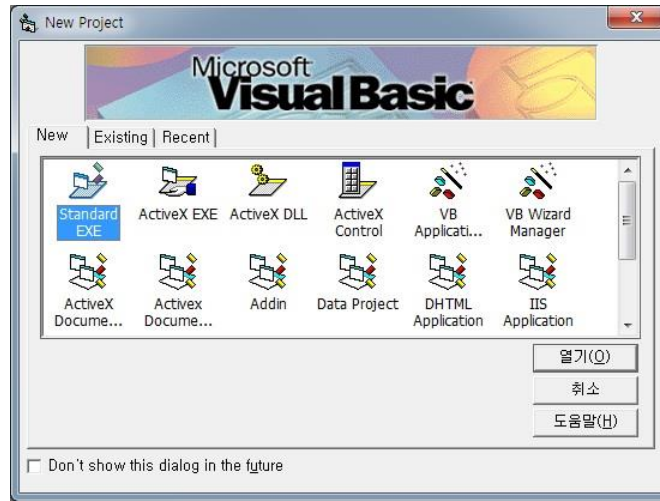 New Project
Microsoft
Visual Basic
New Existing Recent
Standard EXE
ActiveX EXE
ActiveX DLL
ActiveX Control
VB Applicati...
VB Wizard Manager
ActiveX Docume...
Activex Docume...
Addin
Data Project
DHTML Application
IIS Application
열기(O)
취소
도움말(H)
Don't show this dialog in the future